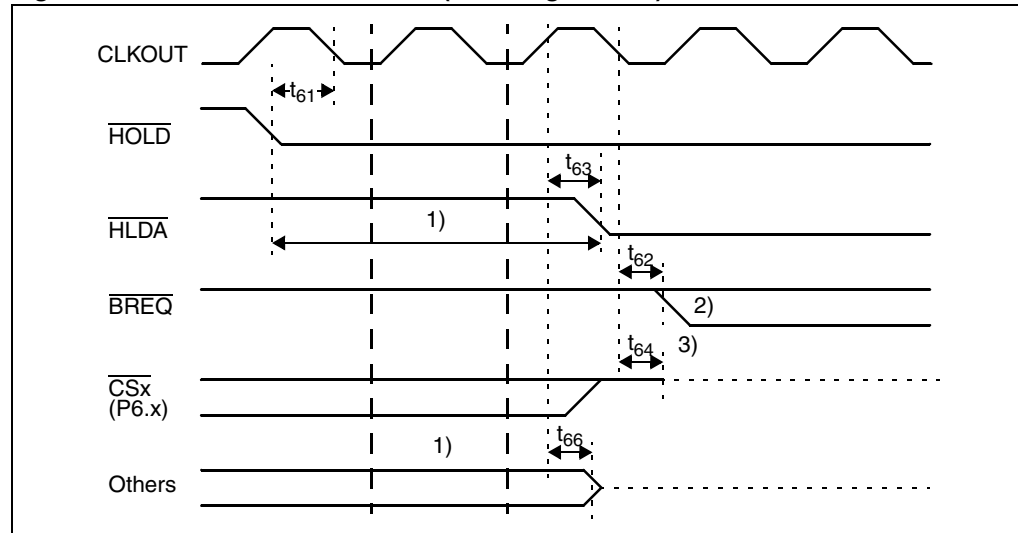 CLKOUT
t61
HOLD
t63
HLDA
1)
t62
BREQ
2)
t64
3)
CSx
(P6.x)
1)
t66
Others